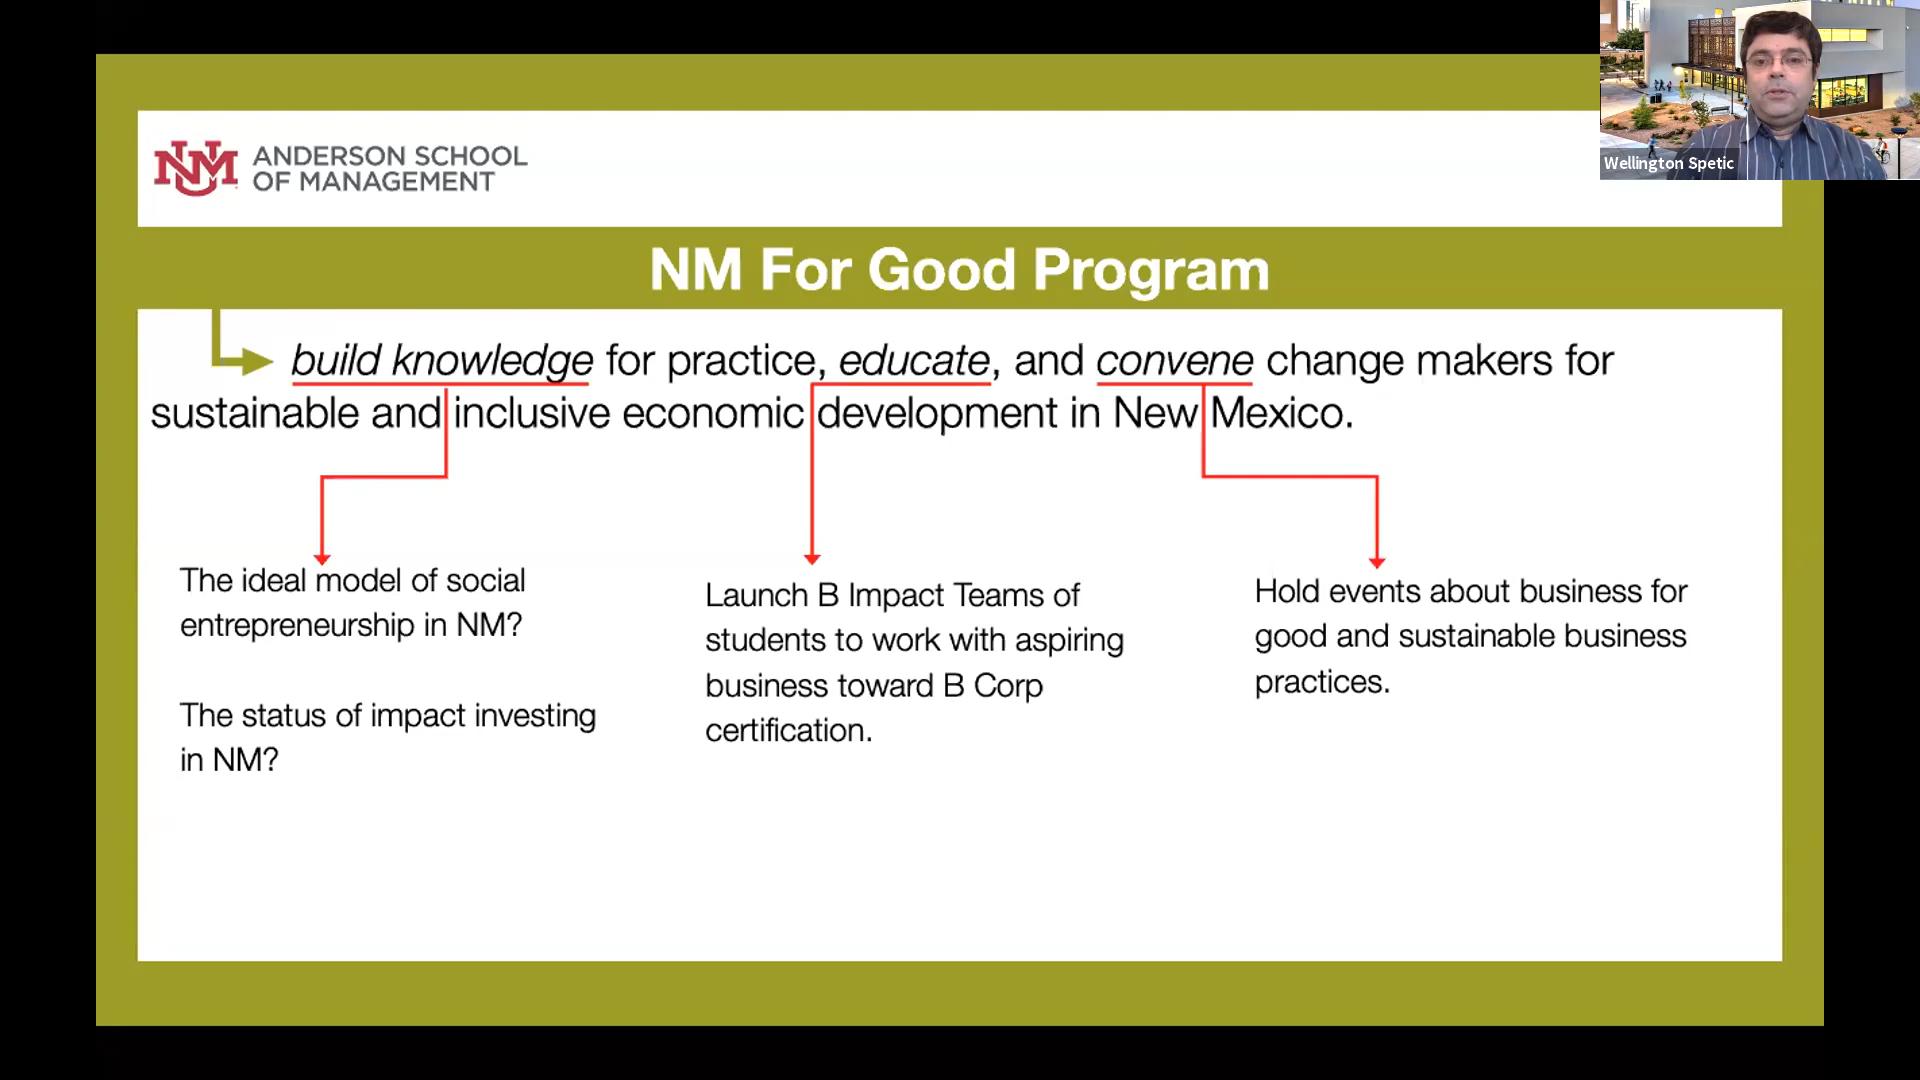 Wellington Spetic
UNM
ANDERSON SCHOOL
OF MANAGEMENT
NM For Good Program
build knowledge for practice, educate, and convene change makers for
sustainable and inclusive economic development in New Mexico.
The ideal model of social
entrepreneurship in NM?
The status of impact investing
in NM?
Launch B Impact Teams of
students to work with aspiring
business toward B Corp
certification.
Hold events about business for
good and sustainable business
practices.